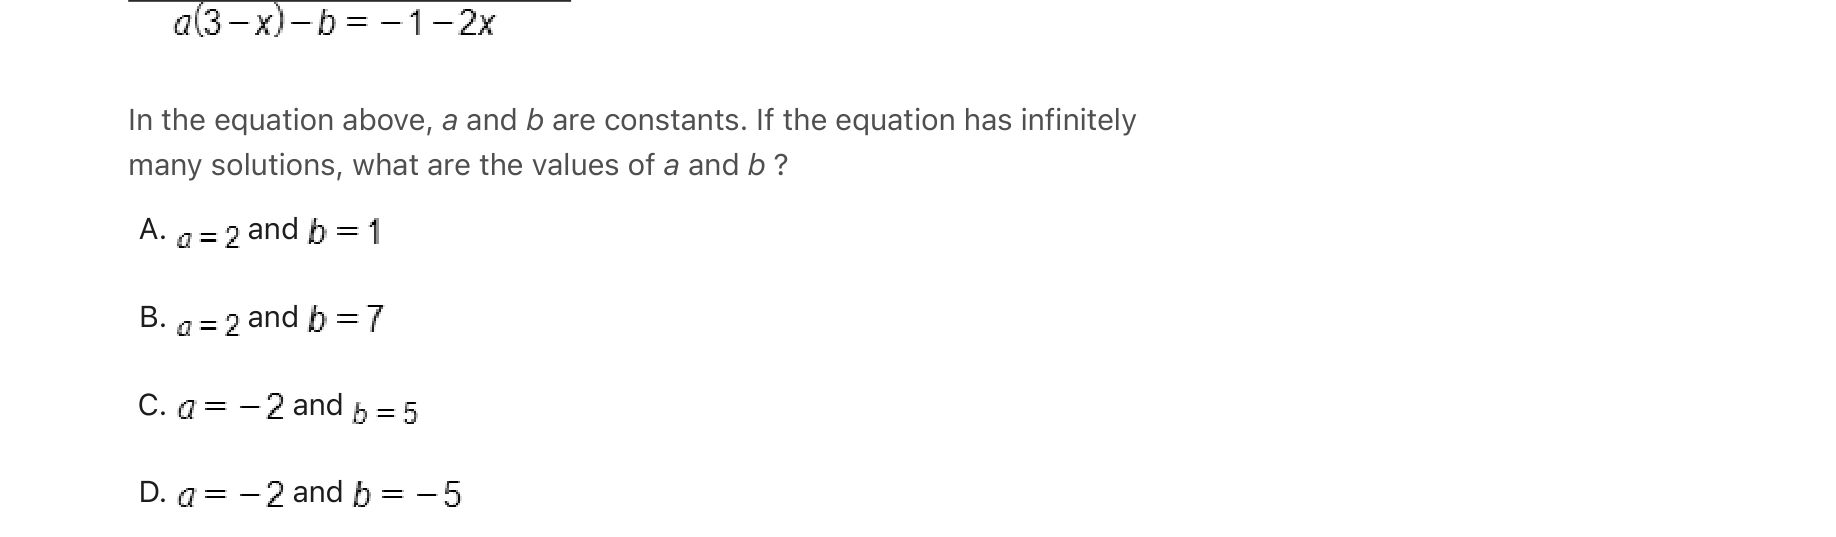 a(3−x)−b = −1−2x
In the equation above, a and b are constants. If the equation has infinitely
many solutions, what are the values of a and b ?
A. a = 2 and b = 1
B. a = 2 and b = 7
C. a = −2 and b = 5
D. a = −2 and b = −5